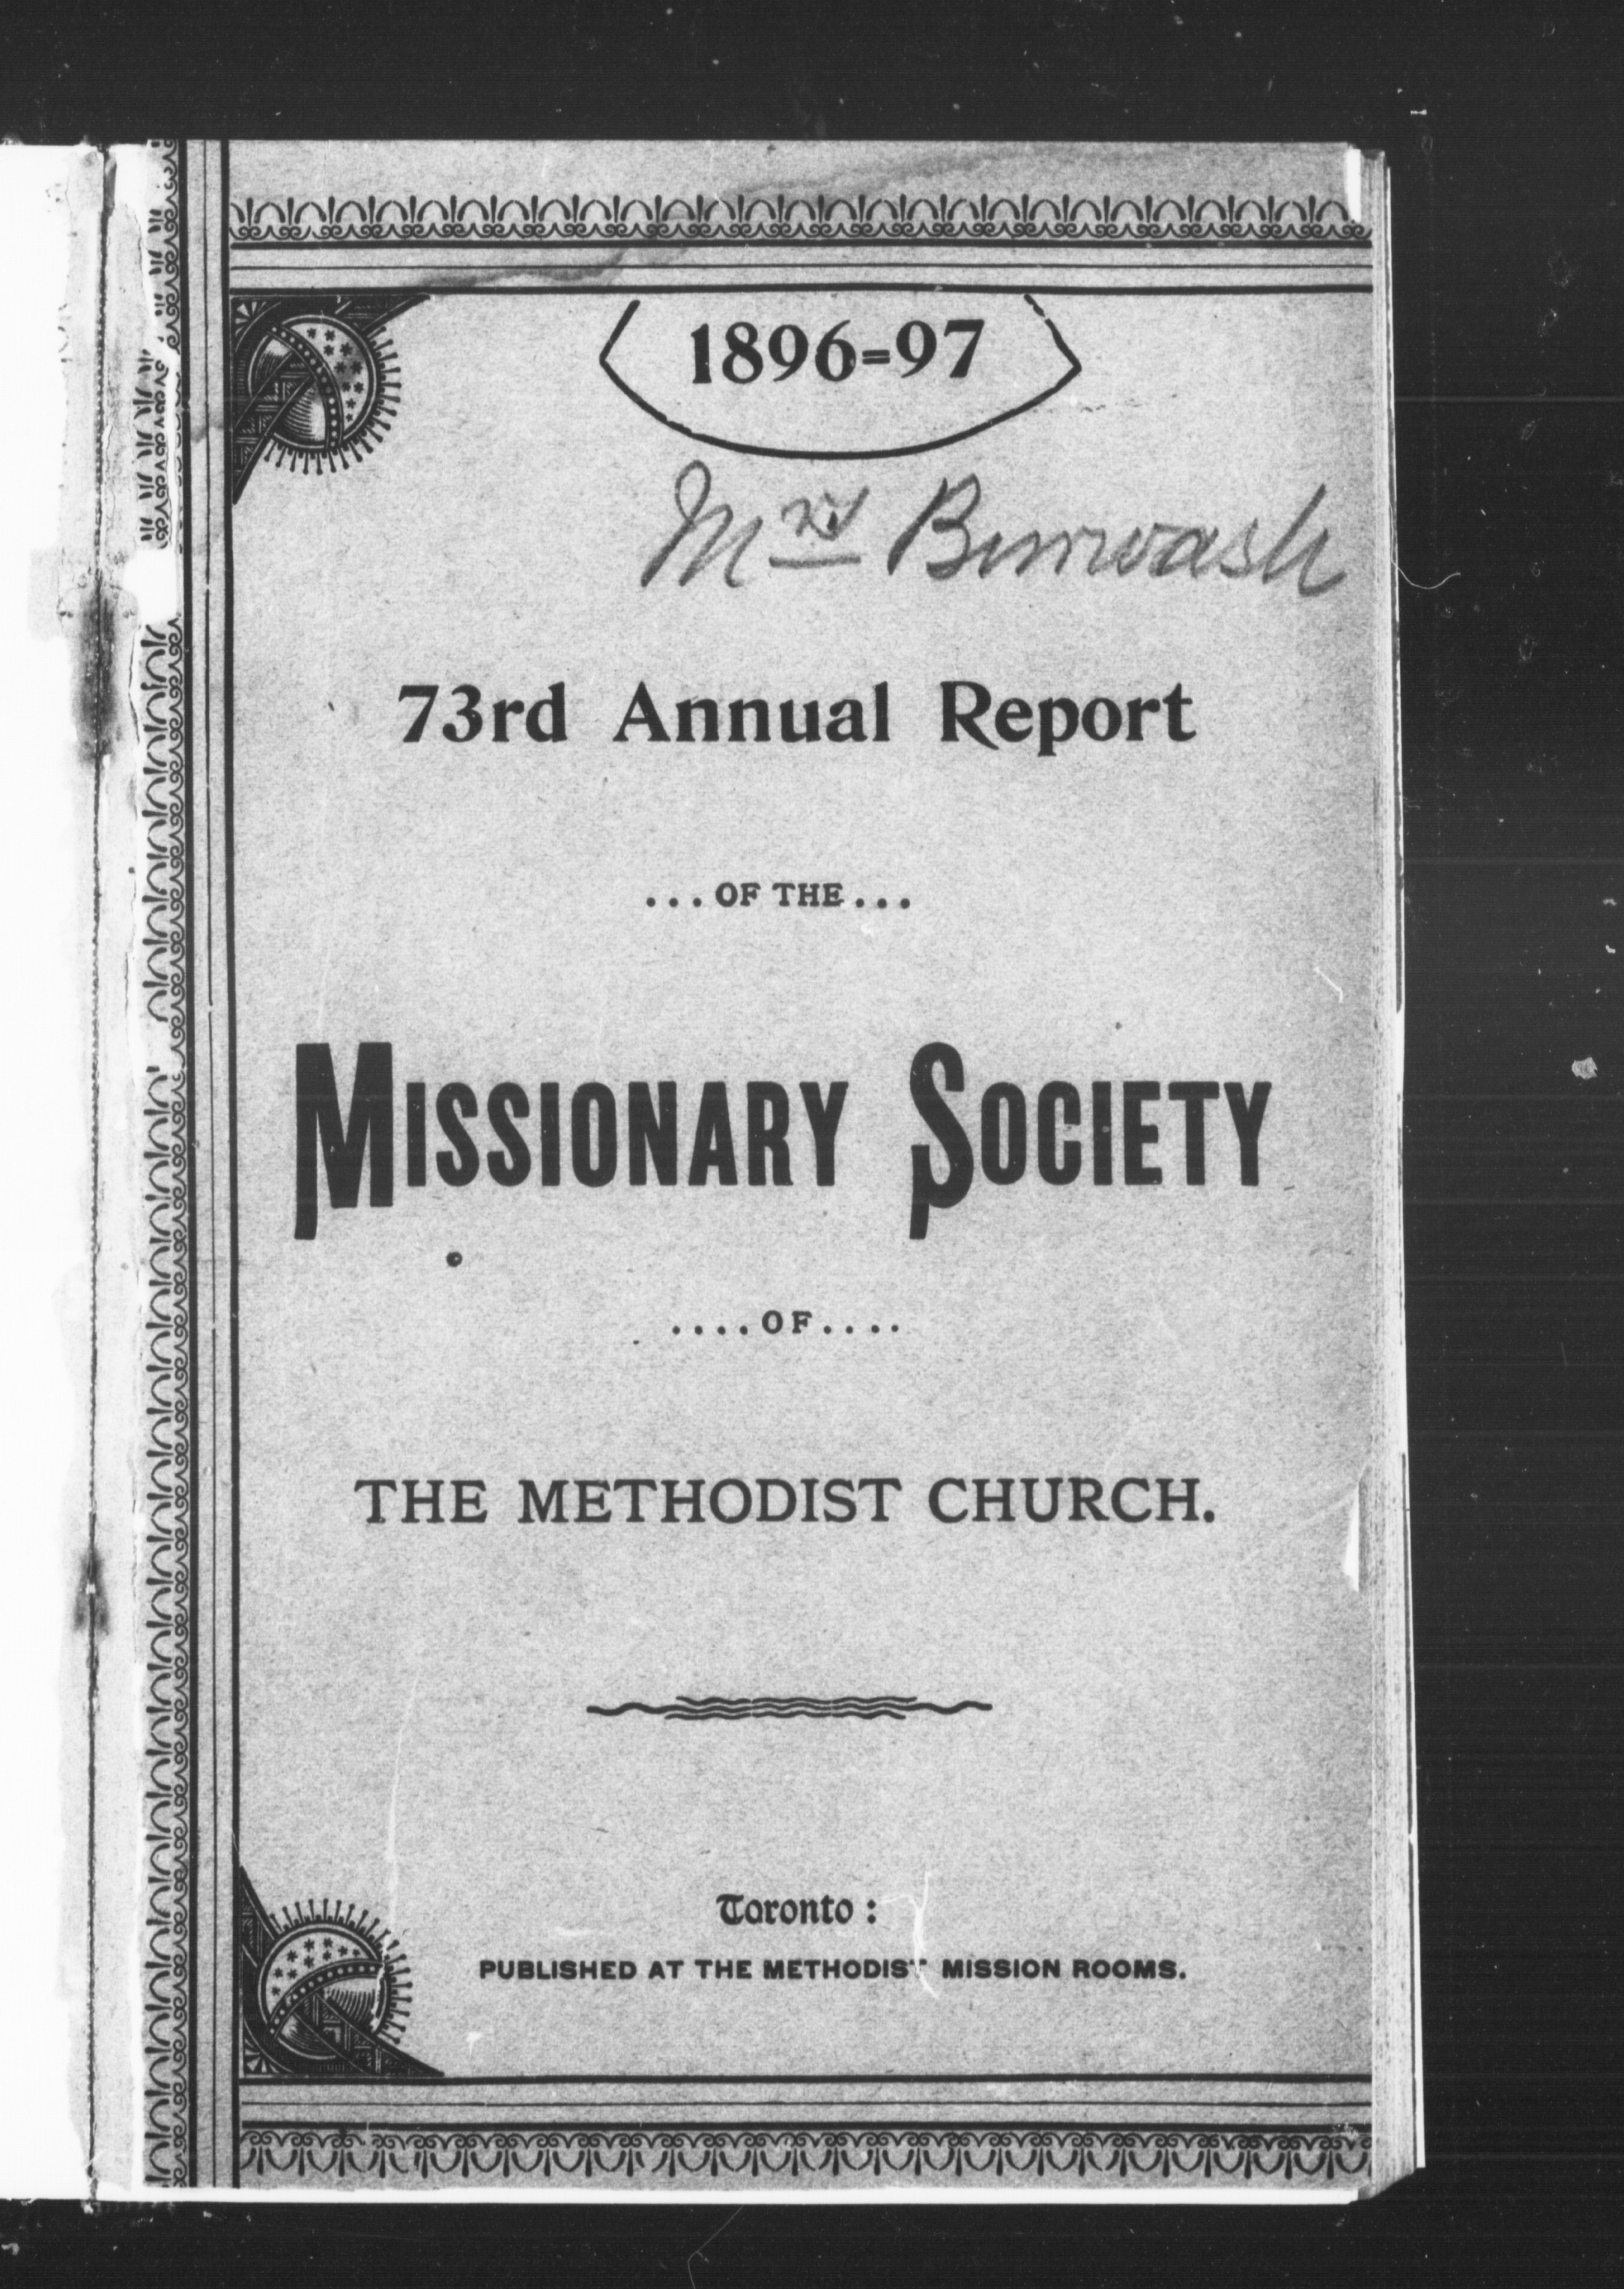 1896=97
Mrs Burwash
73rd Annual Report
...OF THE...
MISSIONARY SOCIETY
....OF....
THE METHODIST CHURCH.
Toronto:
PUBLISHED AT THE METHODIST MISSION ROOMS.